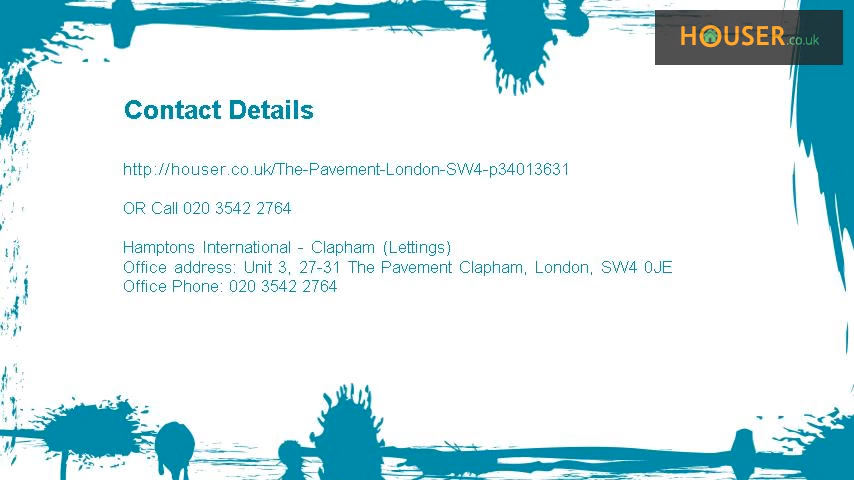 HOUSER.co.uk
Contact Details
http://houser.co.uk/The-Pavement-London-SW4-p34013631
OR Call 020 3542 2764
Hamptons International - Clapham (Lettings)
Office address: Unit 3, 27-31 The Pavement Clapham, London, SW4 0JE
Office Phone: 020 3542 2764